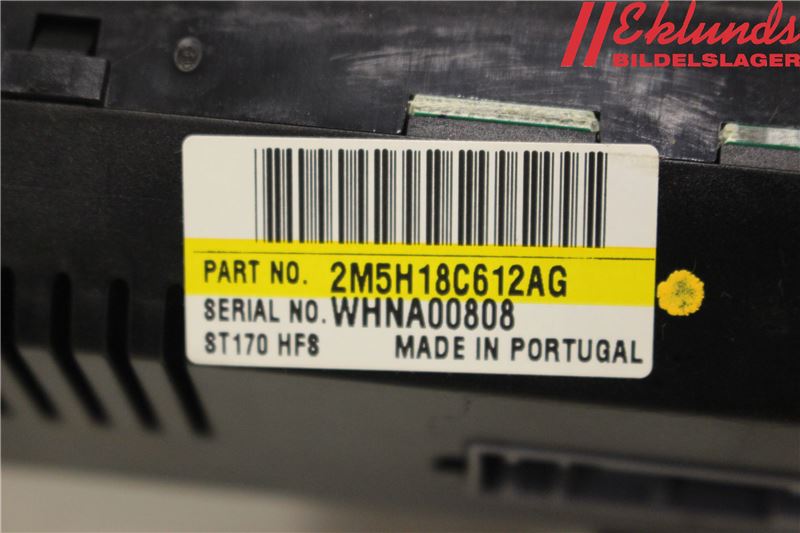 Eklunds
BILDELSLAGER
PART NO. 2M5H18C612AG
SERIAL NO. WHNA00808
ST170 HFS MADE IN PORTUGAL